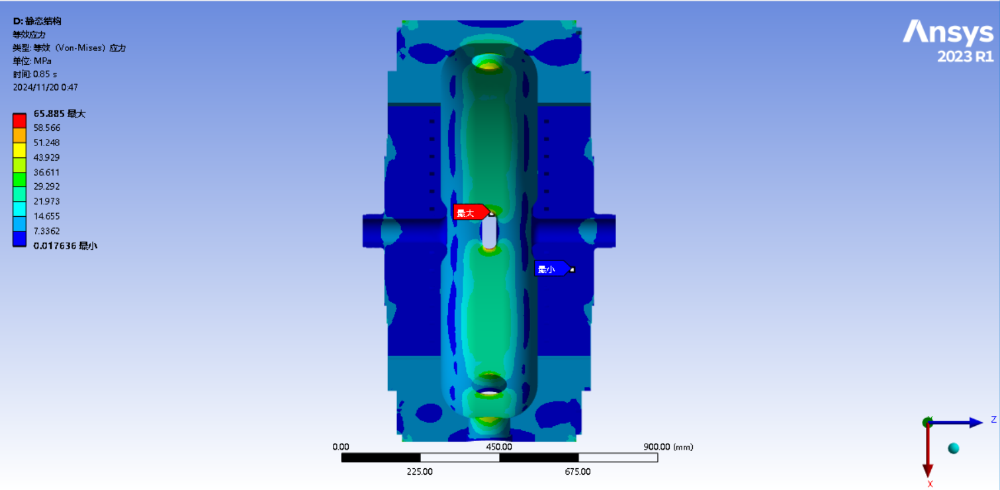 D: 静态结构
等效应力
类型: 等效（Von-Mises）应力
单位: MPa
时间: 0.85 s
2024/11/20 0:47
65.885 最大
58.566
51.248
43.929
36.611
29.292
21.973
14.655
7.3362
0.017636 最小
Ansys
2023 R1
最大
最小
0.00 450.00 900.00 (mm)
225.00 675.00
Y
Z
X